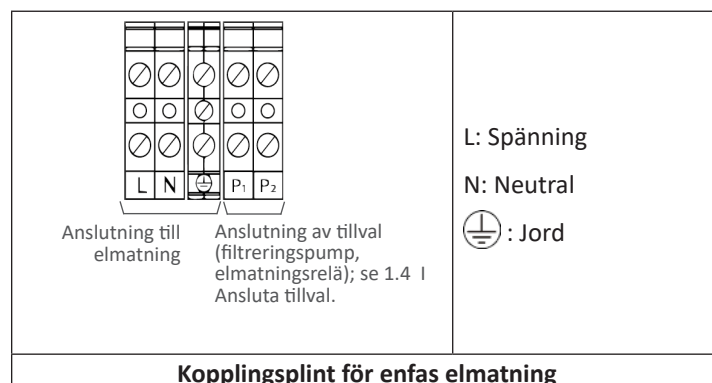 L N P₁ P₂
Anslutning till
elmatning
Anslutning av tillval
(filtreringspump,
elmatningsrelä); se 1.4 I
Ansluta tillval.
L: Spänning
N: Neutral
: Jord
Kopplingsplint för enfas elmatning